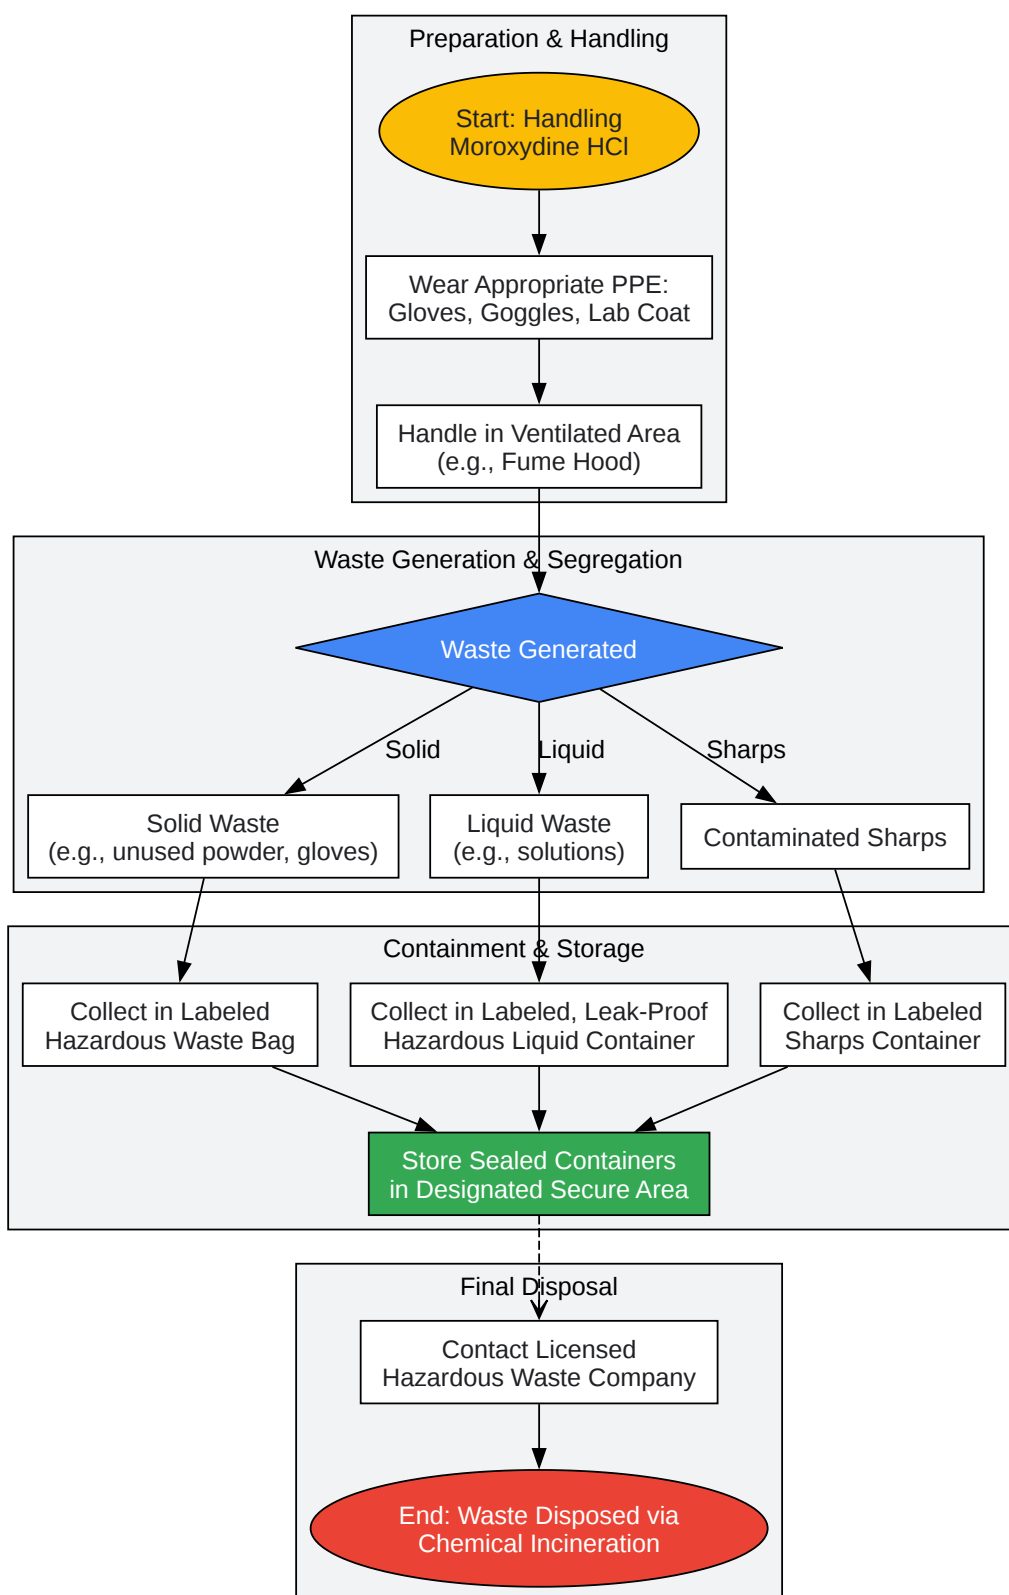 Preparation & Handling
Start: Handling
Moroxydine HCl
Wear Appropriate PPE:
Gloves, Goggles, Lab Coat
Handle in Ventilated Area
(e.g., Fume Hood)
Waste Generation & Segregation
Waste Generated
Solid
Liquid
Sharps
Solid Waste
(e.g., unused powder, gloves)
Liquid Waste
(e.g., solutions)
Contaminated Sharps
Containment & Storage
Collect in Labeled
Hazardous Waste Bag
Collect in Labeled, Leak-Proof
Hazardous Liquid Container
Collect in Labeled
Sharps Container
Store Sealed Containers
in Designated Secure Area
Final Disposal
Contact Licensed
Hazardous Waste Company
End: Waste Disposed via
Chemical Incineration